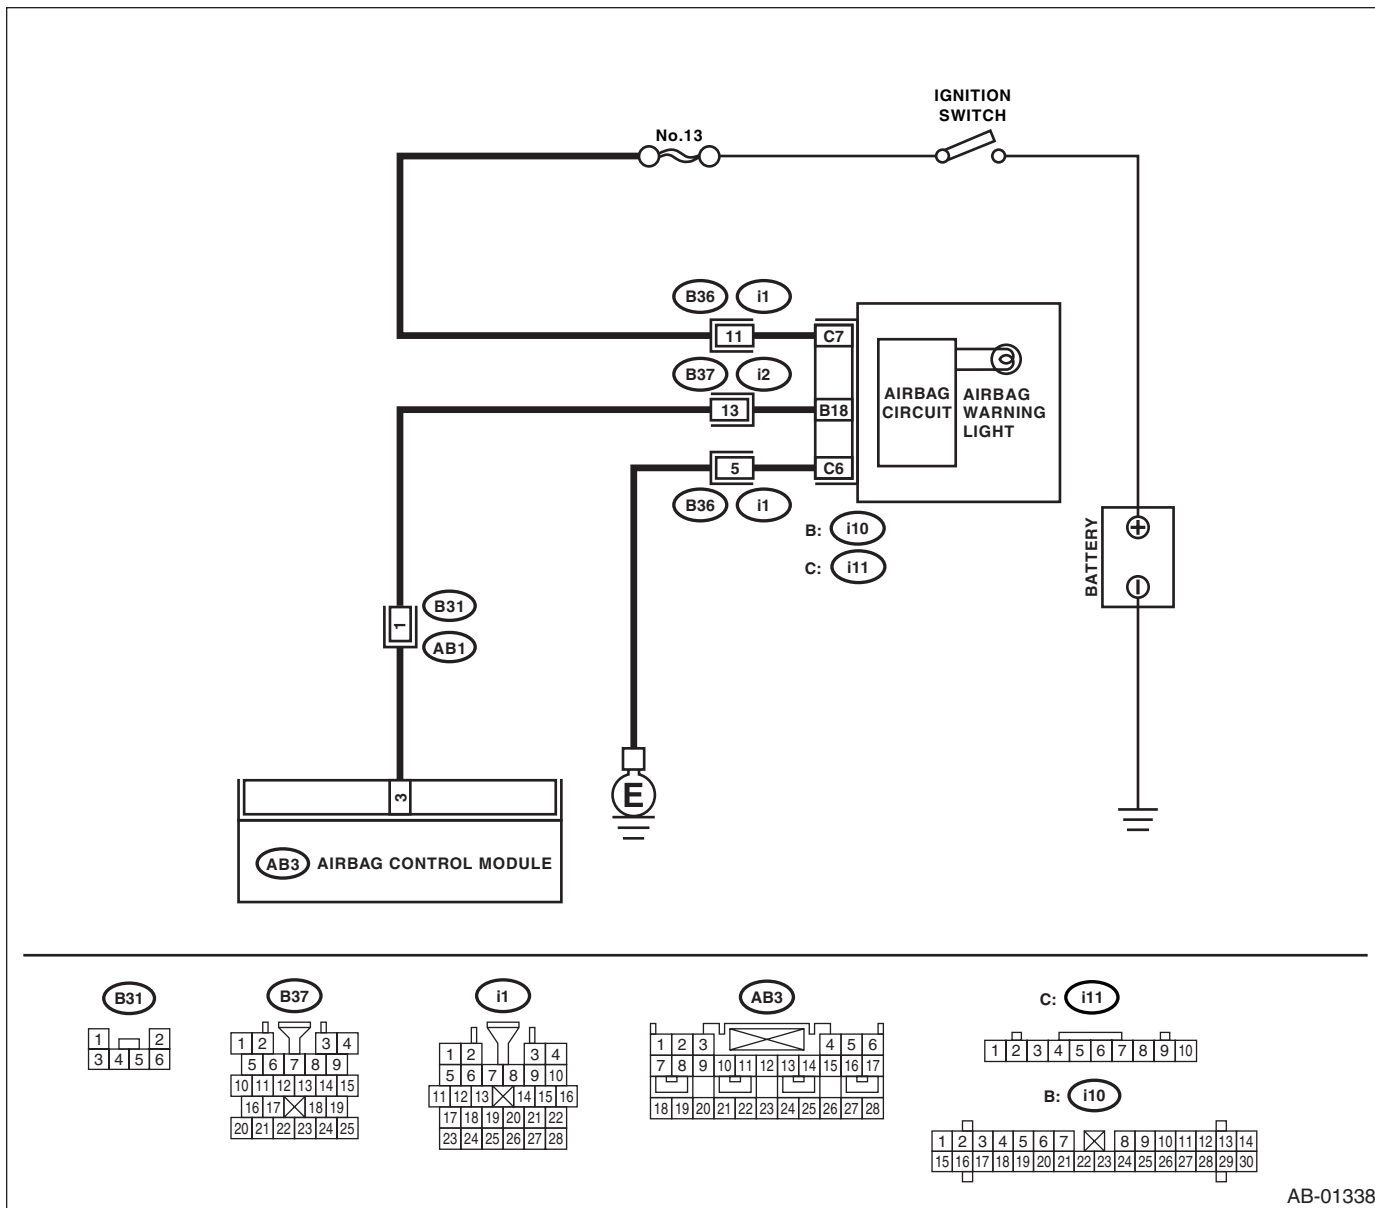 IGNITION
SWITCH
No.13
B36 i1
11 C7
B37 i2
13 B18
AIRBAG
CIRCUIT
AIRBAG
WARNING
LIGHT
5 C6
B36 i1
B: i10
C: i11
BATTERY
+
−
1
B31
AB1
3
E
AB3 AIRBAG CONTROL MODULE
B31
1 2
3 4 5 6
B37
1 2 3 4
5 6 7 8 9
10 11 12 13 14 15
16 17 18 19
20 21 22 23 24 25
i1
1 2 3 4
5 6 7 8 9 10
11 12 13 14 15 16
17 18 19 20 21 22
23 24 25 26 27 28
AB3
1 2 3 4 5 6
7 8 9 10 11 12 13 14 15 16 17
18 19 20 21 22 23 24 25 26 27 28
C: i11
1 2 3 4 5 6 7 8 9 10
B: i10
1 2 3 4 5 6 7 8 9 10 11 12 13 14
15 16 17 18 19 20 21 22 23 24 25 26 27 28 29 30
AB-01338